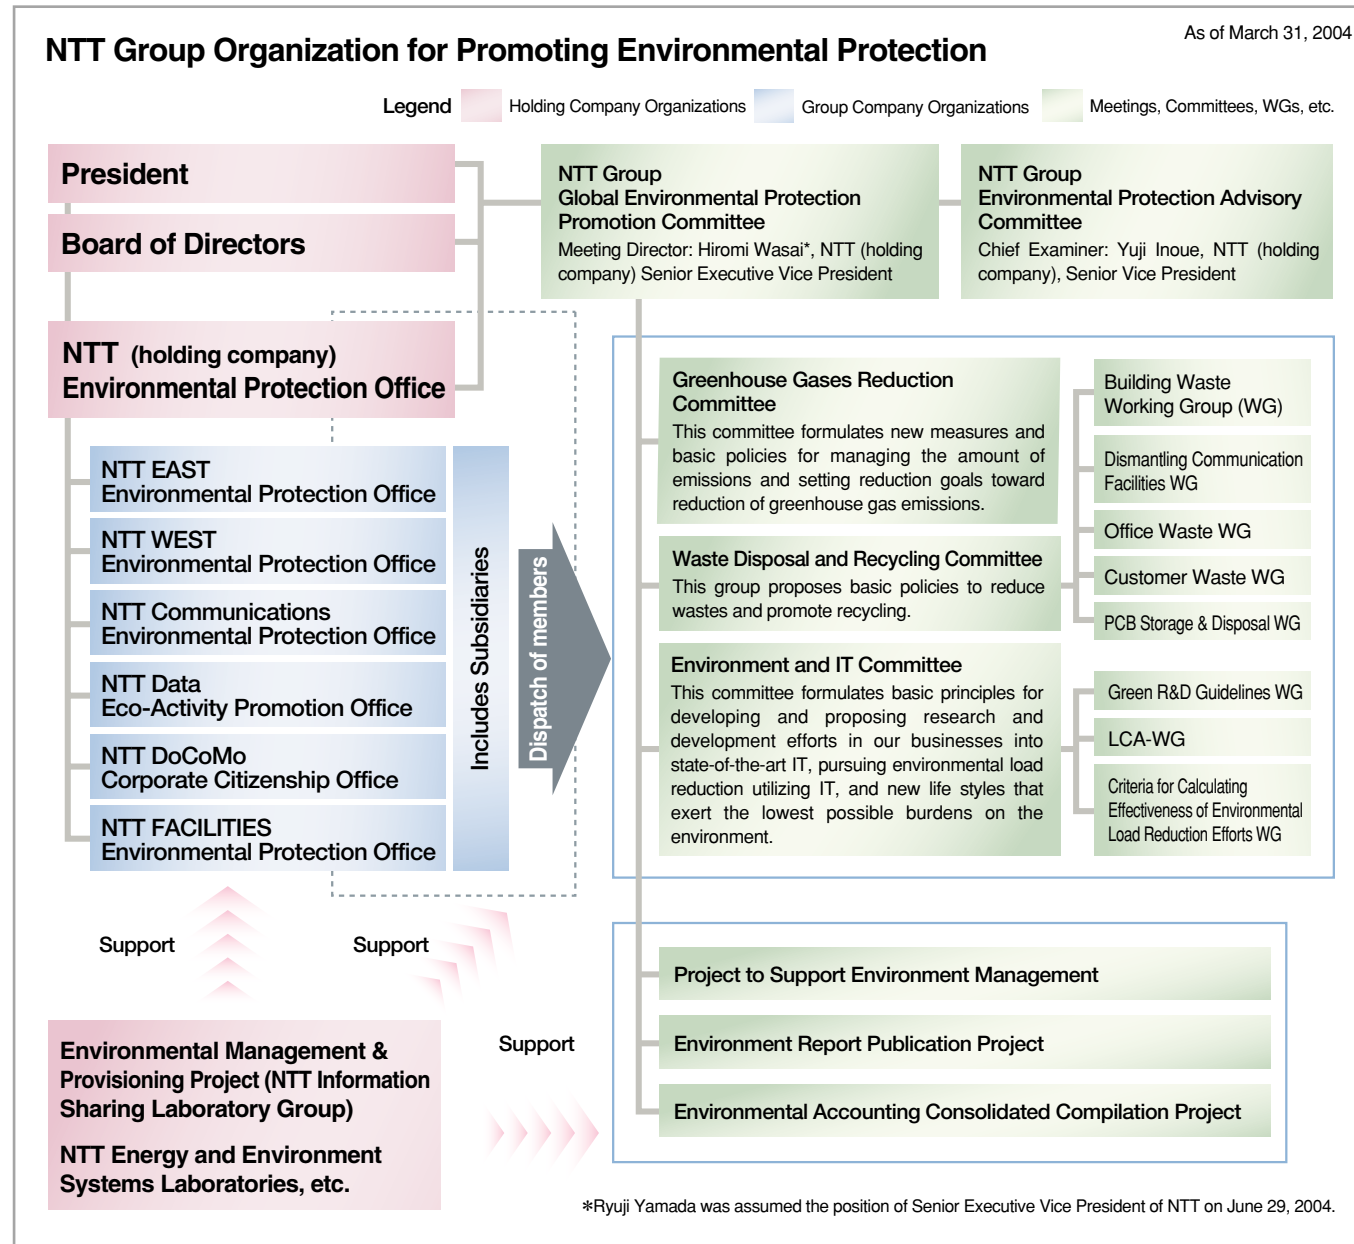 As of March 31, 2004
NTT Group Organization for Promoting Environmental Protection
Legend
Holding Company Organizations
Group Company Organizations
Meetings, Committees, WGs, etc.
President
Board of Directors
NTT (holding company)
Environmental Protection Office
NTT Group
Global Environmental Protection
Promotion Committee
Meeting Director: Hiromi Wasai*, NTT (holding
company) Senior Executive Vice President
NTT Group
Environmental Protection Advisory
Committee
Chief Examiner: Yuji Inoue, NTT (holding
company), Senior Vice President
NTT EAST
Environmental Protection Office
NTT WEST
Environmental Protection Office
NTT Communications
Environmental Protection Office
NTT Data
Eco-Activity Promotion Office
NTT DoCoMo
Corporate Citizenship Office
NTT FACILITIES
Environmental Protection Office
Includes Subsidiaries
Dispatch of members
Greenhouse Gases Reduction
Committee
This committee formulates new measures and
basic policies for managing the amount of
emissions and setting reduction goals toward
reduction of greenhouse gas emissions.
Waste Disposal and Recycling Committee
This group proposes basic policies to reduce
wastes and promote recycling.
Environment and IT Committee
This committee formulates basic principles for
developing and proposing research and
development efforts in our businesses into
state-of-the-art IT, pursuing environmental load
reduction utilizing IT, and new life styles that
exert the lowest possible burdens on the
environment.
Building Waste
Working Group (WG)
Dismantling Communication
Facilities WG
Office Waste WG
Customer Waste WG
PCB Storage & Disposal WG
Green R&D Guidelines WG
LCA-WG
Criteria for Calculating
Effectiveness of Environmental
Load Reduction Efforts WG
Support
Support
Support
Environmental Management &
Provisioning Project (NTT Information
Sharing Laboratory Group)
NTT Energy and Environment
Systems Laboratories, etc.
Project to Support Environment Management
Environment Report Publication Project
Environmental Accounting Consolidated Compilation Project
*Ryuji Yamada was assumed the position of Senior Executive Vice President of NTT on June 29, 2004.